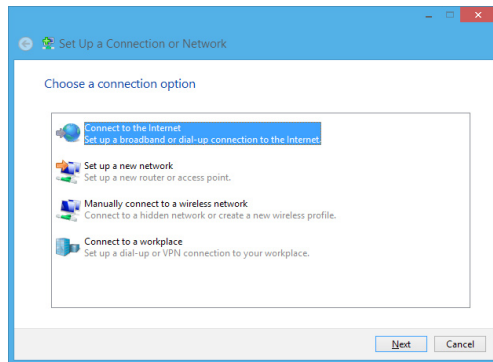 Set Up a Connection or Network
Choose a connection option
Connect to the Internet
Set up a broadband or dial-up connection to the Internet.
Set up a new network
Set up a new router or access point.
Manually connect to a wireless network
Connect to a hidden network or create a new wireless profile.
Connect to a workplace
Set up a dial-up or VPN connection to your workplace.
Next Cancel